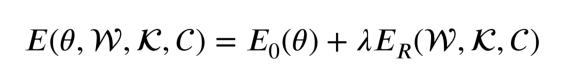 E(θ, 𝒲, 𝒦, 𝒞) = E₀(θ) + λE_R(𝒲, 𝒦, 𝒞)